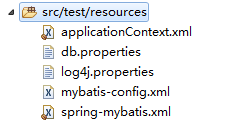 src/test/resources
applicationContext.xml
db.properties
log4j.properties
mybatis-config.xml
spring-mybatis.xml